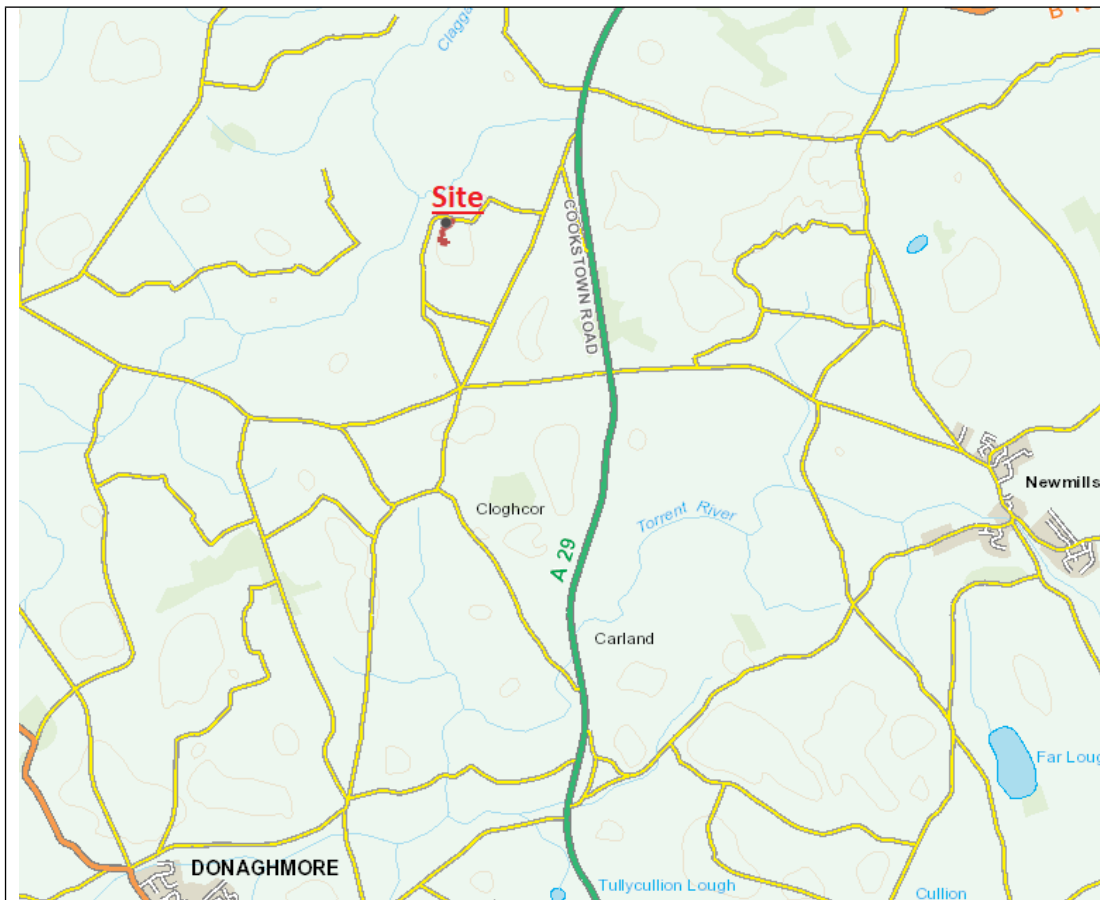 Clagga
B
Site
COOKSTOWN ROAD
Cloghcor
Newmills
Torrent River
A 29
Carland
Far Loug
DONAGHMORE
Tullycullion Lough
Cullion